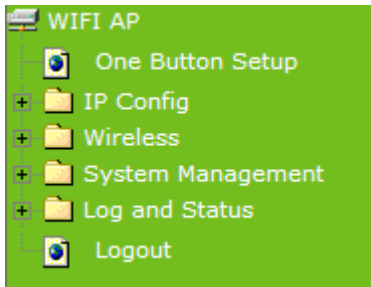 WIFI AP
One Button Setup
IP Config
Wireless
System Management
Log and Status
Logout